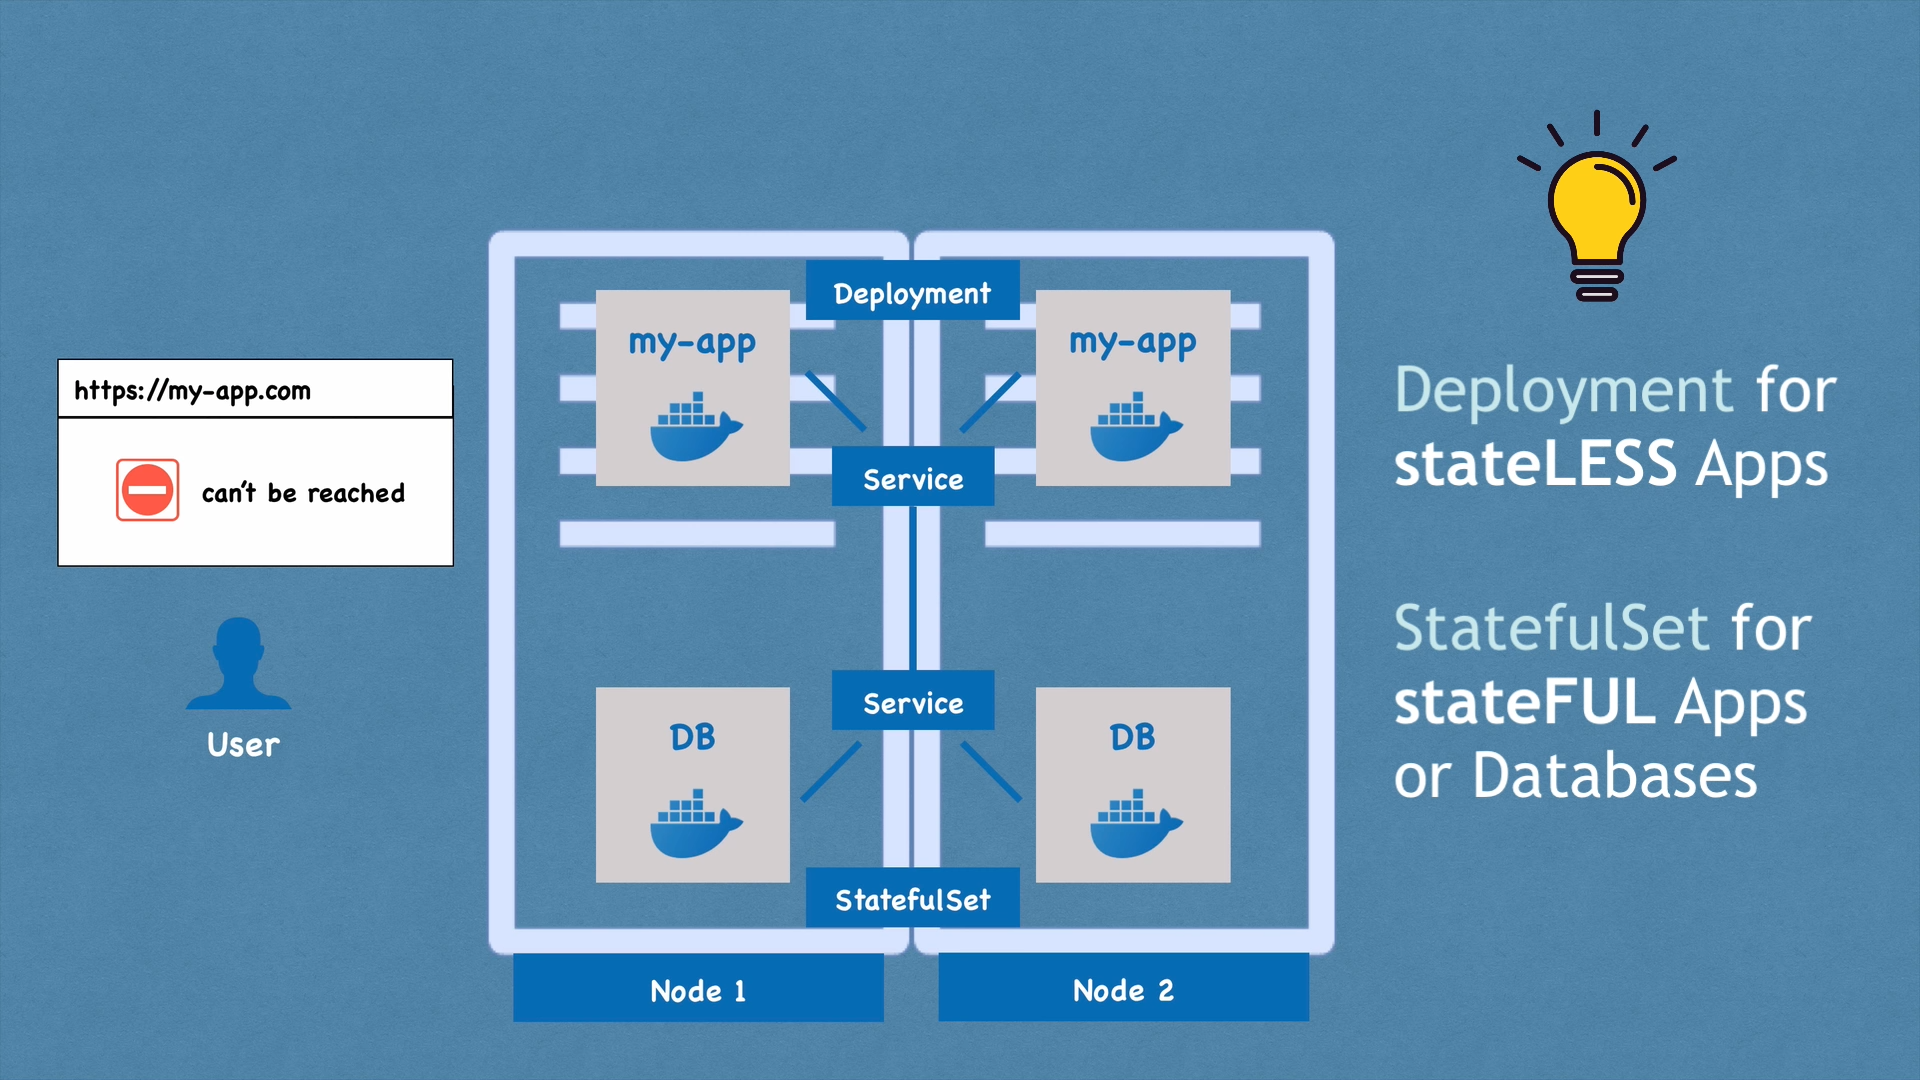 https://my-app.com
can't be reached
User
Deployment
my-app
my-app
Service
Service
DB
DB
StatefulSet
Node 1
Node 2
Deployment for
stateLESS Apps
StatefulSet for
stateFUL Apps
or Databases